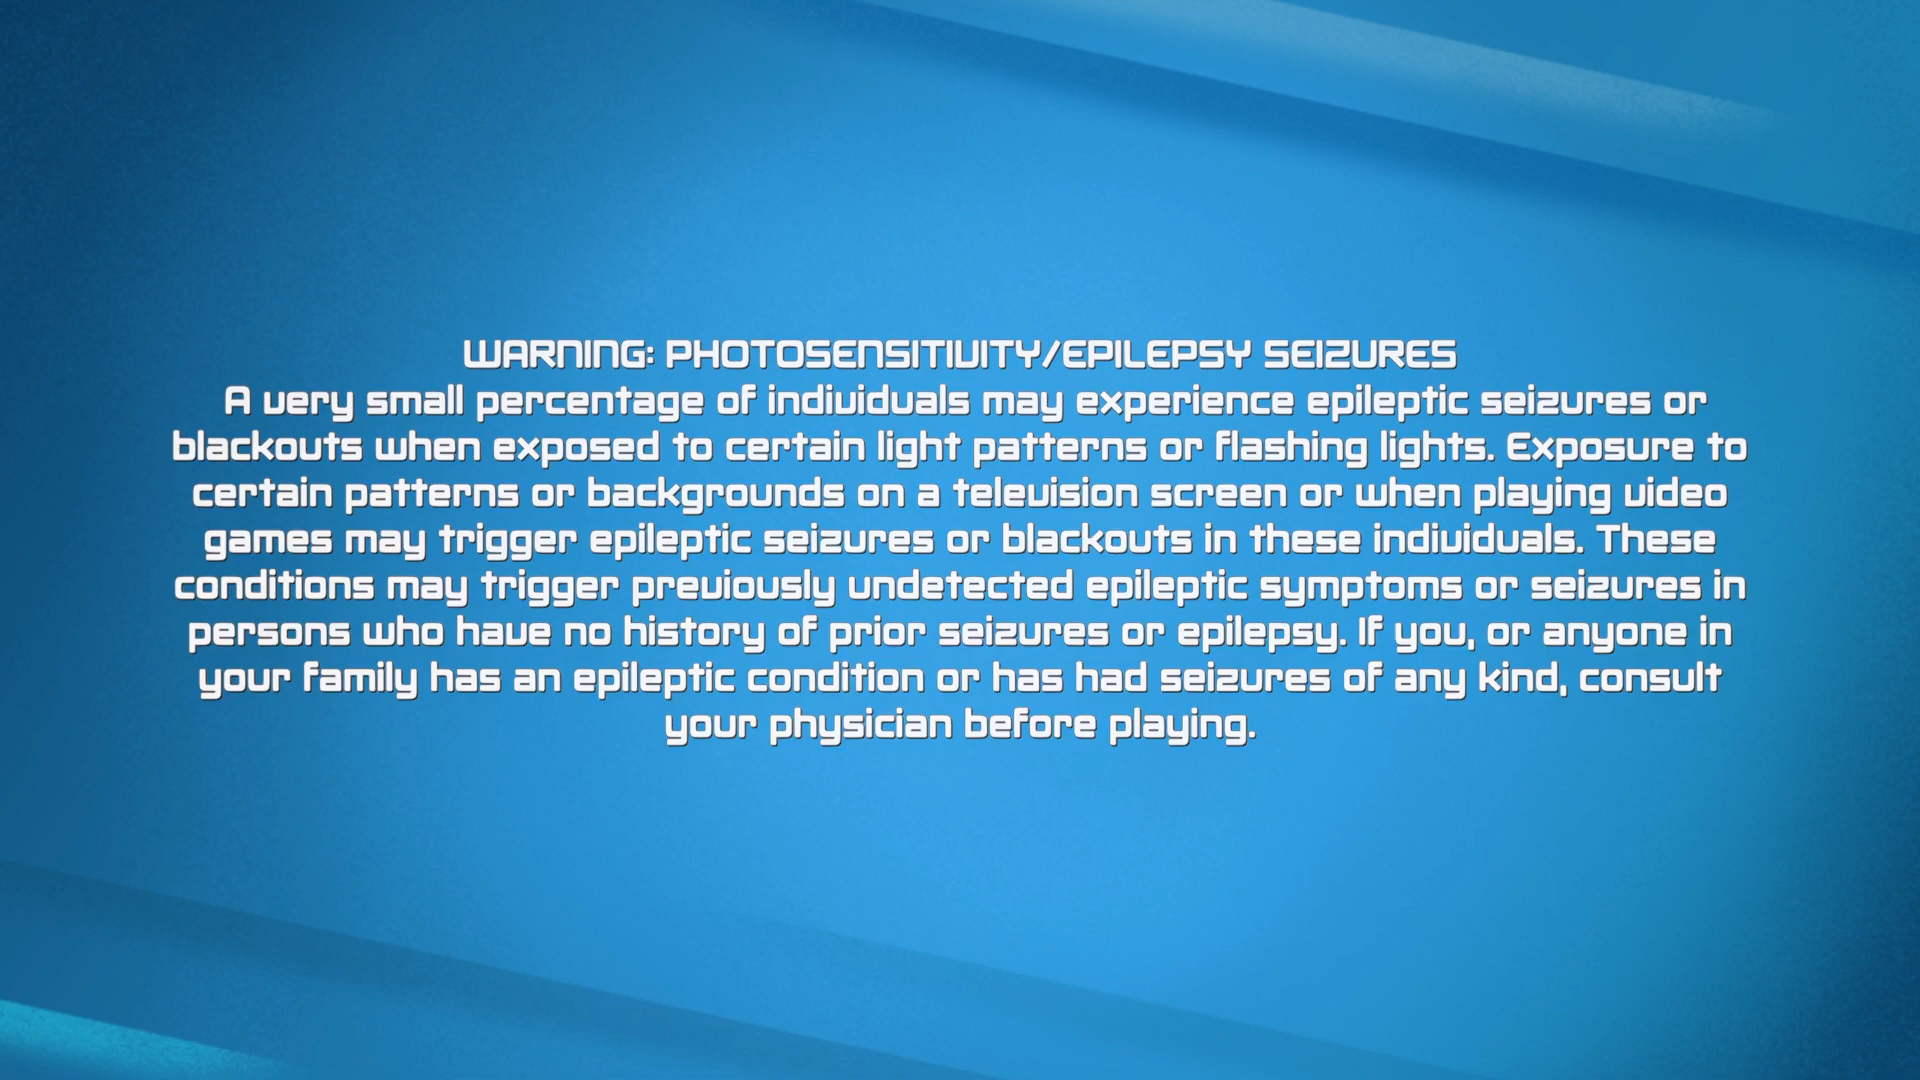 WARNING: PHOTOSENSITIVITY/EPILEPSY SEIZURES
A very small percentage of individuals may experience epileptic seizures or
blackouts when exposed to certain light patterns or flashing lights. Exposure to
certain patterns or backgrounds on a television screen or when playing video
games may trigger epileptic seizures or blackouts in these individuals. These
conditions may trigger previously undetected epileptic symptoms or seizures in
persons who have no history of prior seizures or epilepsy. If you, or anyone in
your family has an epileptic condition or has had seizures of any kind, consult
your physician before playing.